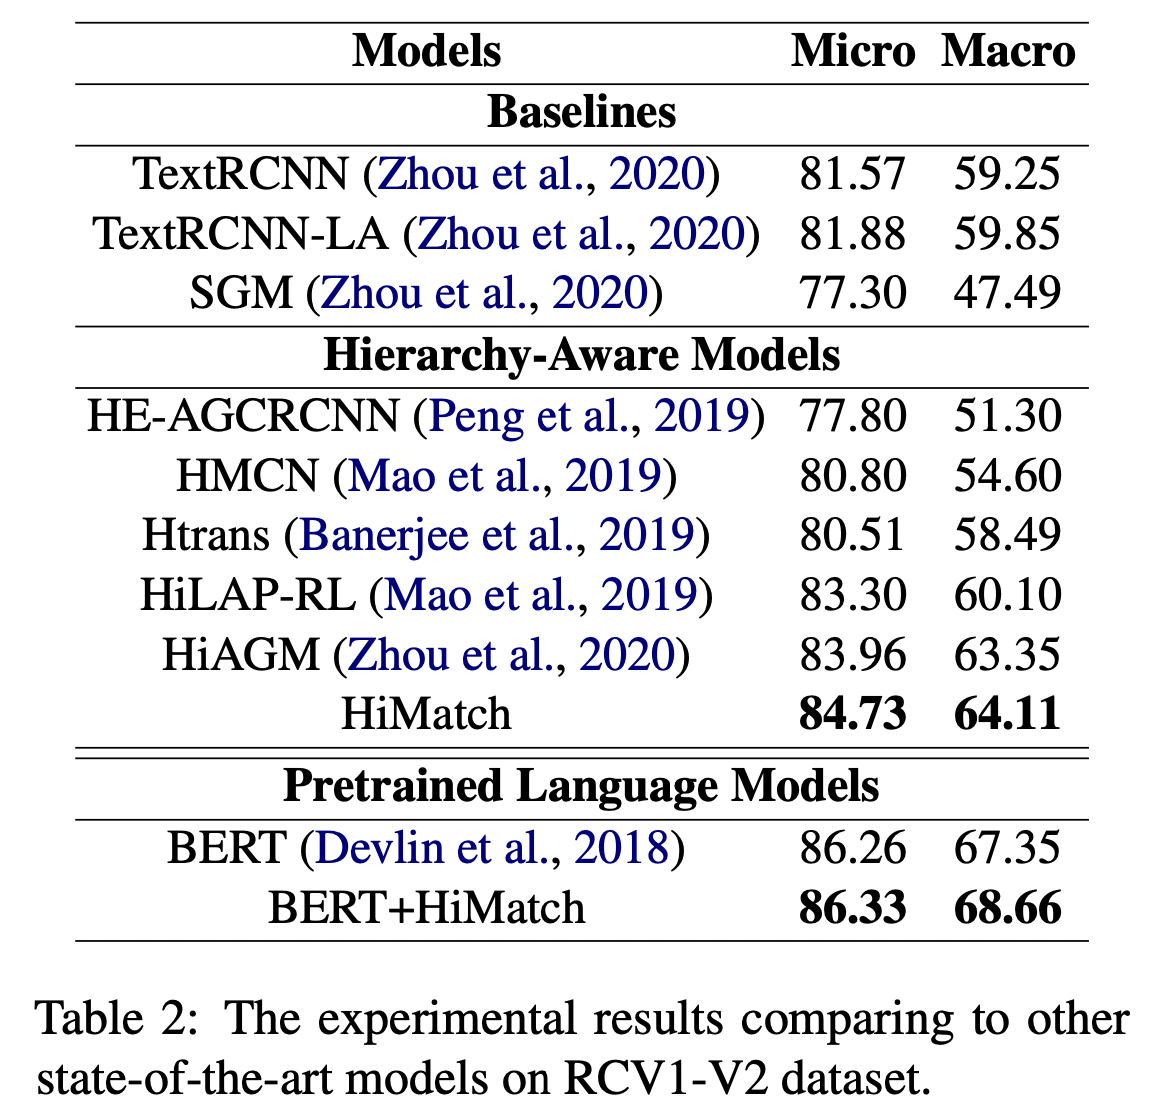 Models Micro Macro
Baselines
TextRCNN (Zhou et al., 2020) 81.57 59.25
TextRCNN-LA (Zhou et al., 2020) 81.88 59.85
SGM (Zhou et al., 2020) 77.30 47.49
Hierarchy-Aware Models
HE-AGCRCNN (Peng et al., 2019) 77.80 51.30
HMCN (Mao et al., 2019) 80.80 54.60
Htrans (Banerjee et al., 2019) 80.51 58.49
HiLAP-RL (Mao et al., 2019) 83.30 60.10
HiAGM (Zhou et al., 2020) 83.96 63.35
HiMatch 84.73 64.11
Pretrained Language Models
BERT (Devlin et al., 2018) 86.26 67.35
BERT+HiMatch 86.33 68.66
Table 2: The experimental results comparing to other
state-of-the-art models on RCV1-V2 dataset.